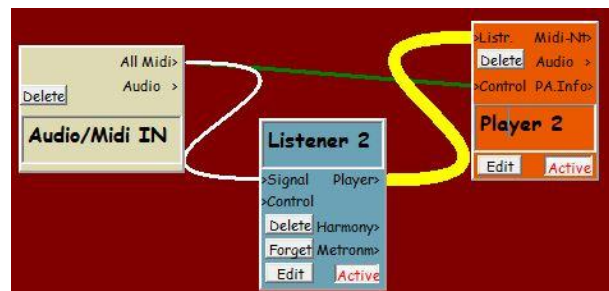 All Midi>
Audio >
Delete
Audio/Midi IN
Listener 2
>Signal Player>
>Control
Delete Harmony>
Forget Metronm>
Edit Active
>Listr. Midi-Nt>
Delete Audio >
>Control PA.Info>
Player 2
Edit Active